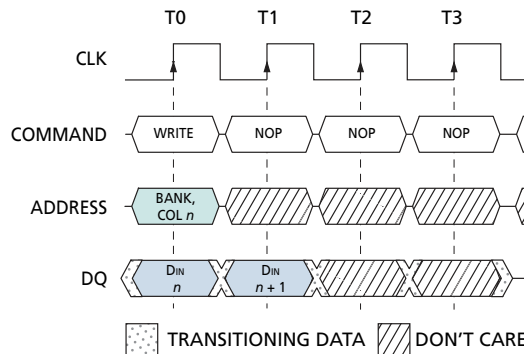 T0 T1 T2 T3
CLK
COMMAND WRITE NOP NOP NOP
ADDRESS BANK,
COL n
DQ DIN
n
DIN
n + 1
TRANSITIONING DATA DON'T CARE